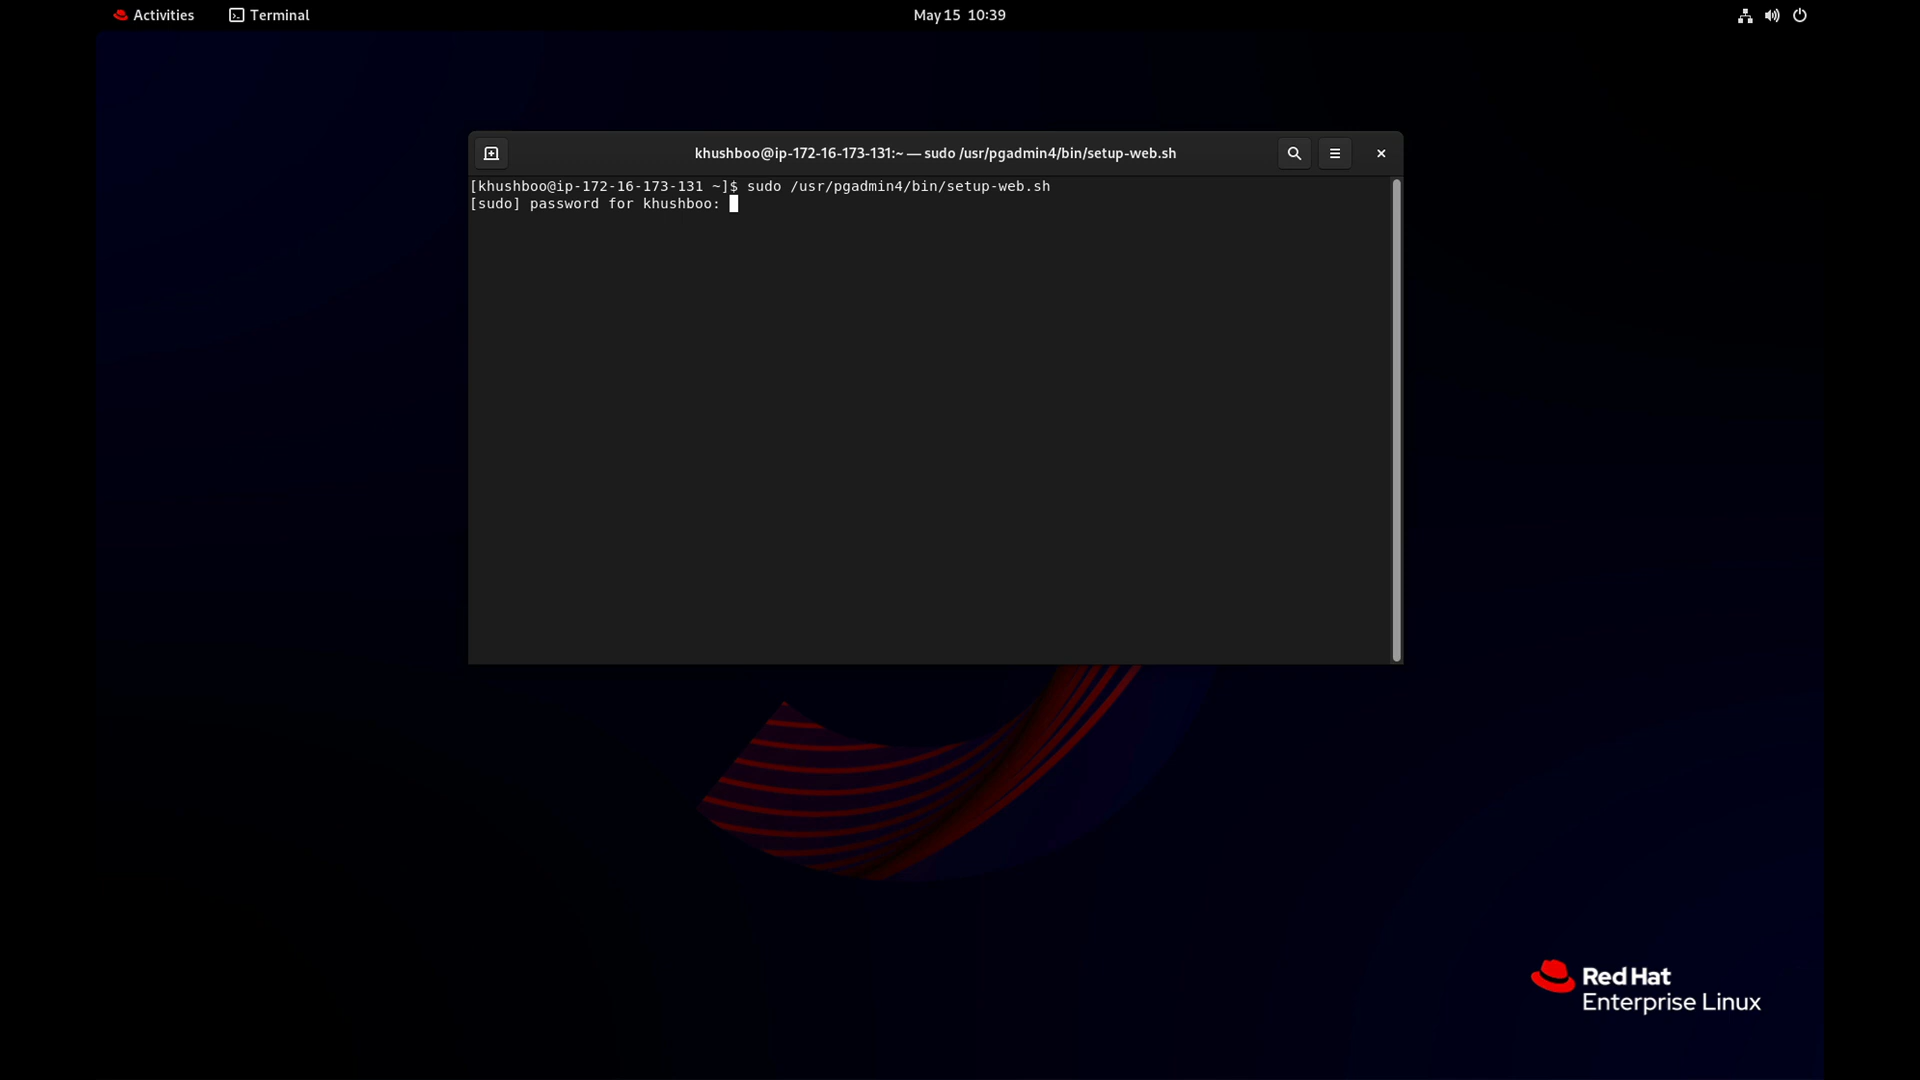 Activities Terminal May 15 10:39
khushboo@ip-172-16-173-131:~ — sudo /usr/pgadmin4/bin/setup-web.sh
[khushboo@ip-172-16-173-131 ~]$ sudo /usr/pgadmin4/bin/setup-web.sh
[sudo] password for khushboo:
Red Hat
Enterprise Linux